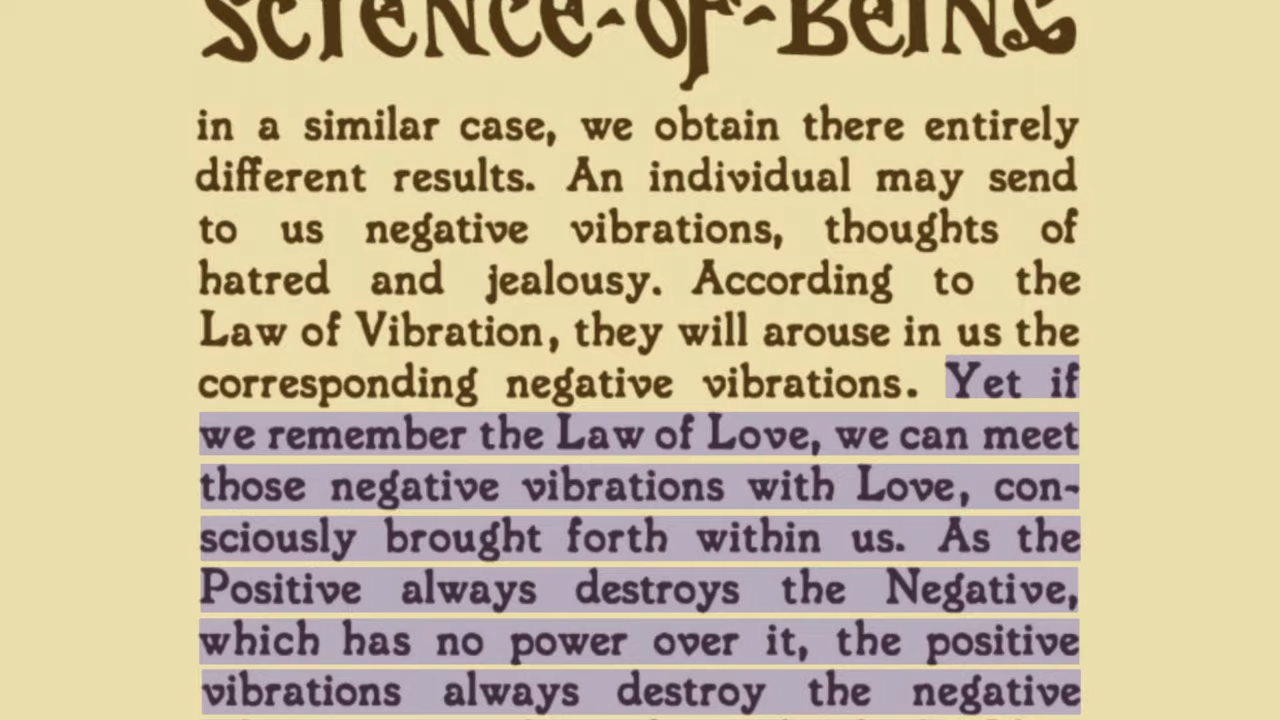 SCIENCE-OF-BEING
in a similar case, we obtain there entirely
different results. An individual may send
to us negative vibrations, thoughts of
hatred and jealousy. According to the
Law of Vibration, they will arouse in us the
corresponding negative vibrations. Yet if
we remember the Law of Love, we can meet
those negative vibrations with Love, con-
sciously brought forth within us. As the
Positive always destroys the Negative,
which has no power over it, the positive
vibrations always destroy the negative